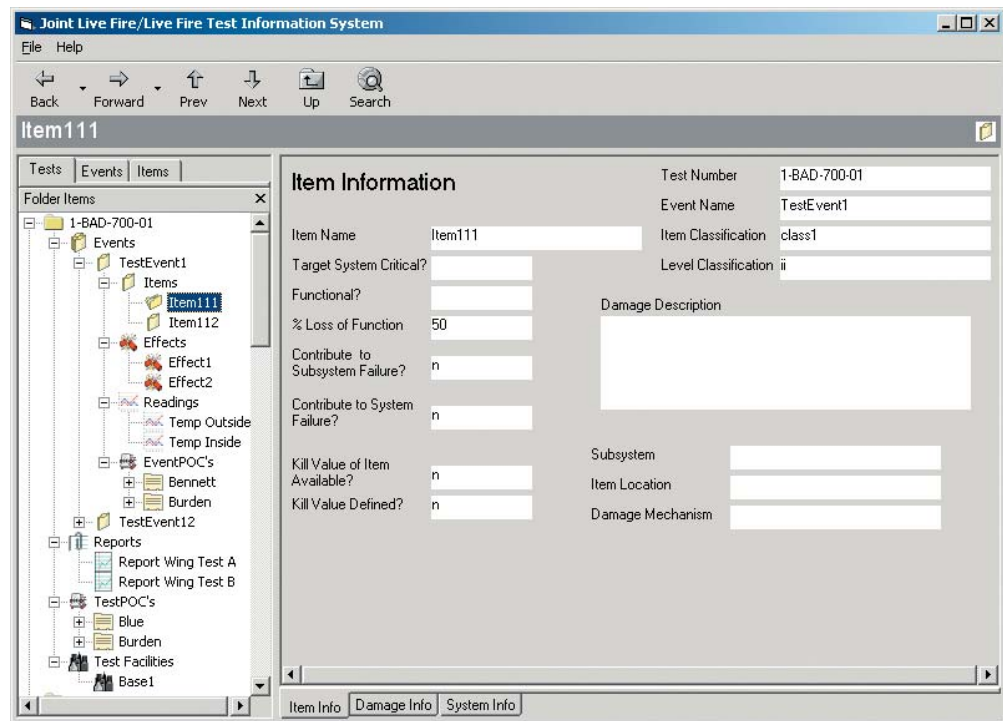 Joint Live Fire/Live Fire Test Information System
File Help
Back Forward Prev Next Up Search
Item111
Tests Events Items
Folder Items
1-BAD-700-01
Events
TestEvent1
Items
Item111
Item112
Effects
Effect1
Effect2
Readings
Temp Outside
Temp Inside
EventPOC's
Bennett
Burden
TestEvent12
Reports
Report Wing Test A
Report Wing Test B
TestPOC's
Blue
Burden
Test Facilities
Base1
Item Information
Test Number 1-BAD-700-01
Event Name TestEvent1
Item Name Item111
Item Classification class1
Target System Critical?
Level Classification ii
Functional?
Damage Description
% Loss of Function 50
Contribute to
Subsystem Failure? n
Contribute to System
Failure? n
Kill Value of Item
Available? n
Kill Value Defined? n
Subsystem
Item Location
Damage Mechanism
Item Info Damage Info System Info